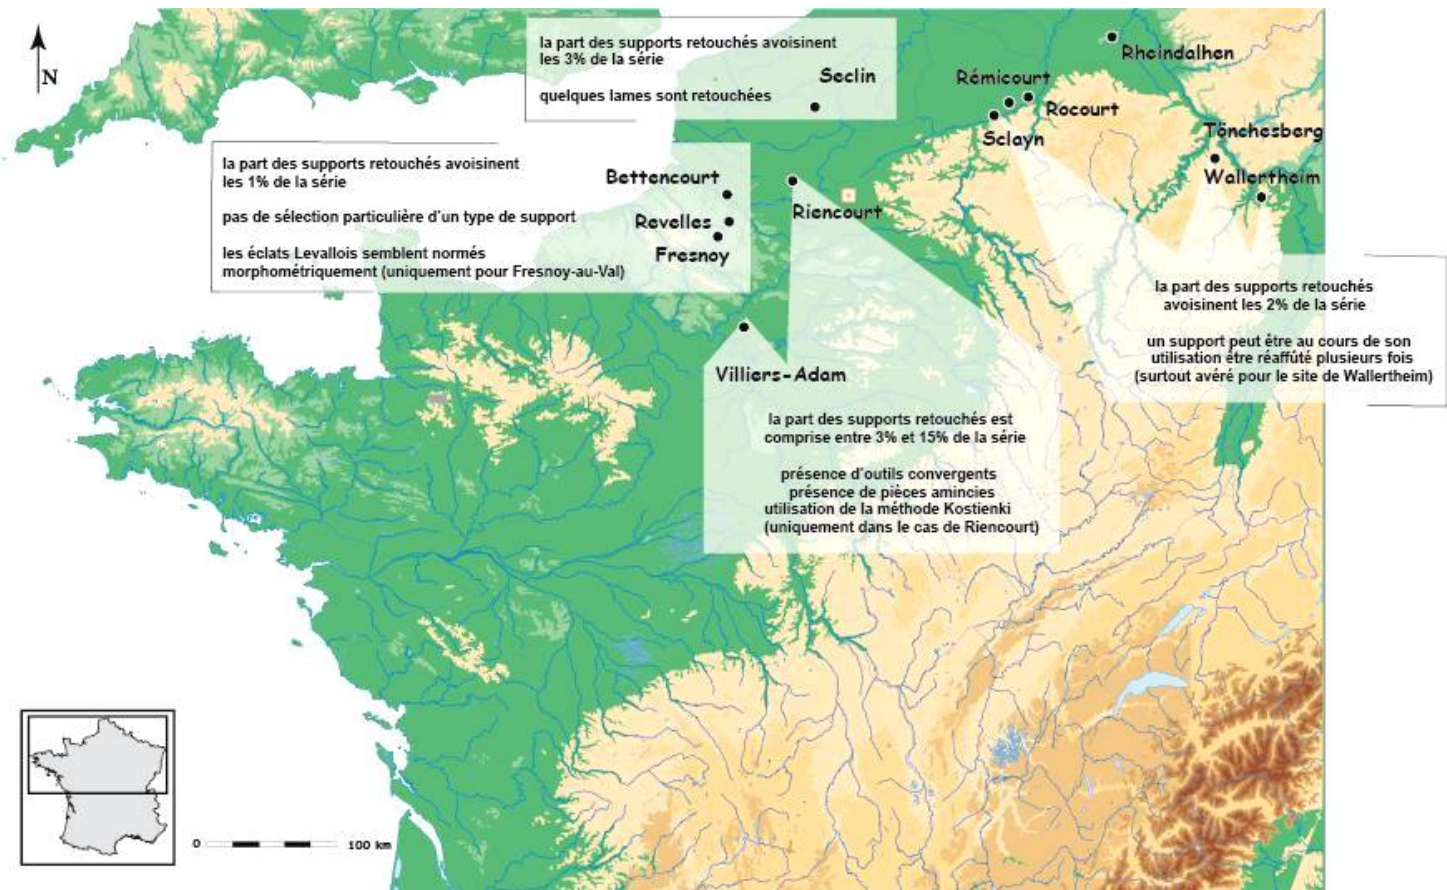 N
la part des supports retouchés avoisinent
les 3% de la série
quelques lames sont retouchées
Seclin
Rheindalhen
Rémicourt
Rocourt
Sclayn
Tönchesberg
Wallertheim
la part des supports retouchés avoisinent
les 1% de la série
pas de sélection particulière d'un type de support
les éclats Levallois semblent normés
morphométriquement (uniquement pour Fresnoy-au-Val)
Bettencourt
Revelles
Fresnoy
Riencourt
la part des supports retouchés
avoisinent les 2% de la série
un support peut être au cours de son
utilisation être réaffûté plusieurs fois
(surtout avéré pour le site de Wallertheim)
Villiers-Adam
la part des supports retouchés est
comprise entre 3% et 15% de la série
présence d'outils convergents
présence de pièces amincies
utilisation de la méthode Kostienki
(uniquement dans le cas de Riencourt)
0 100 km